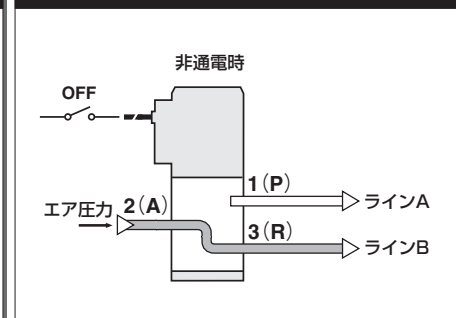 非通電時
OFF
1(P)
エア圧力 2(A) ラインA
3(R)
ラインB